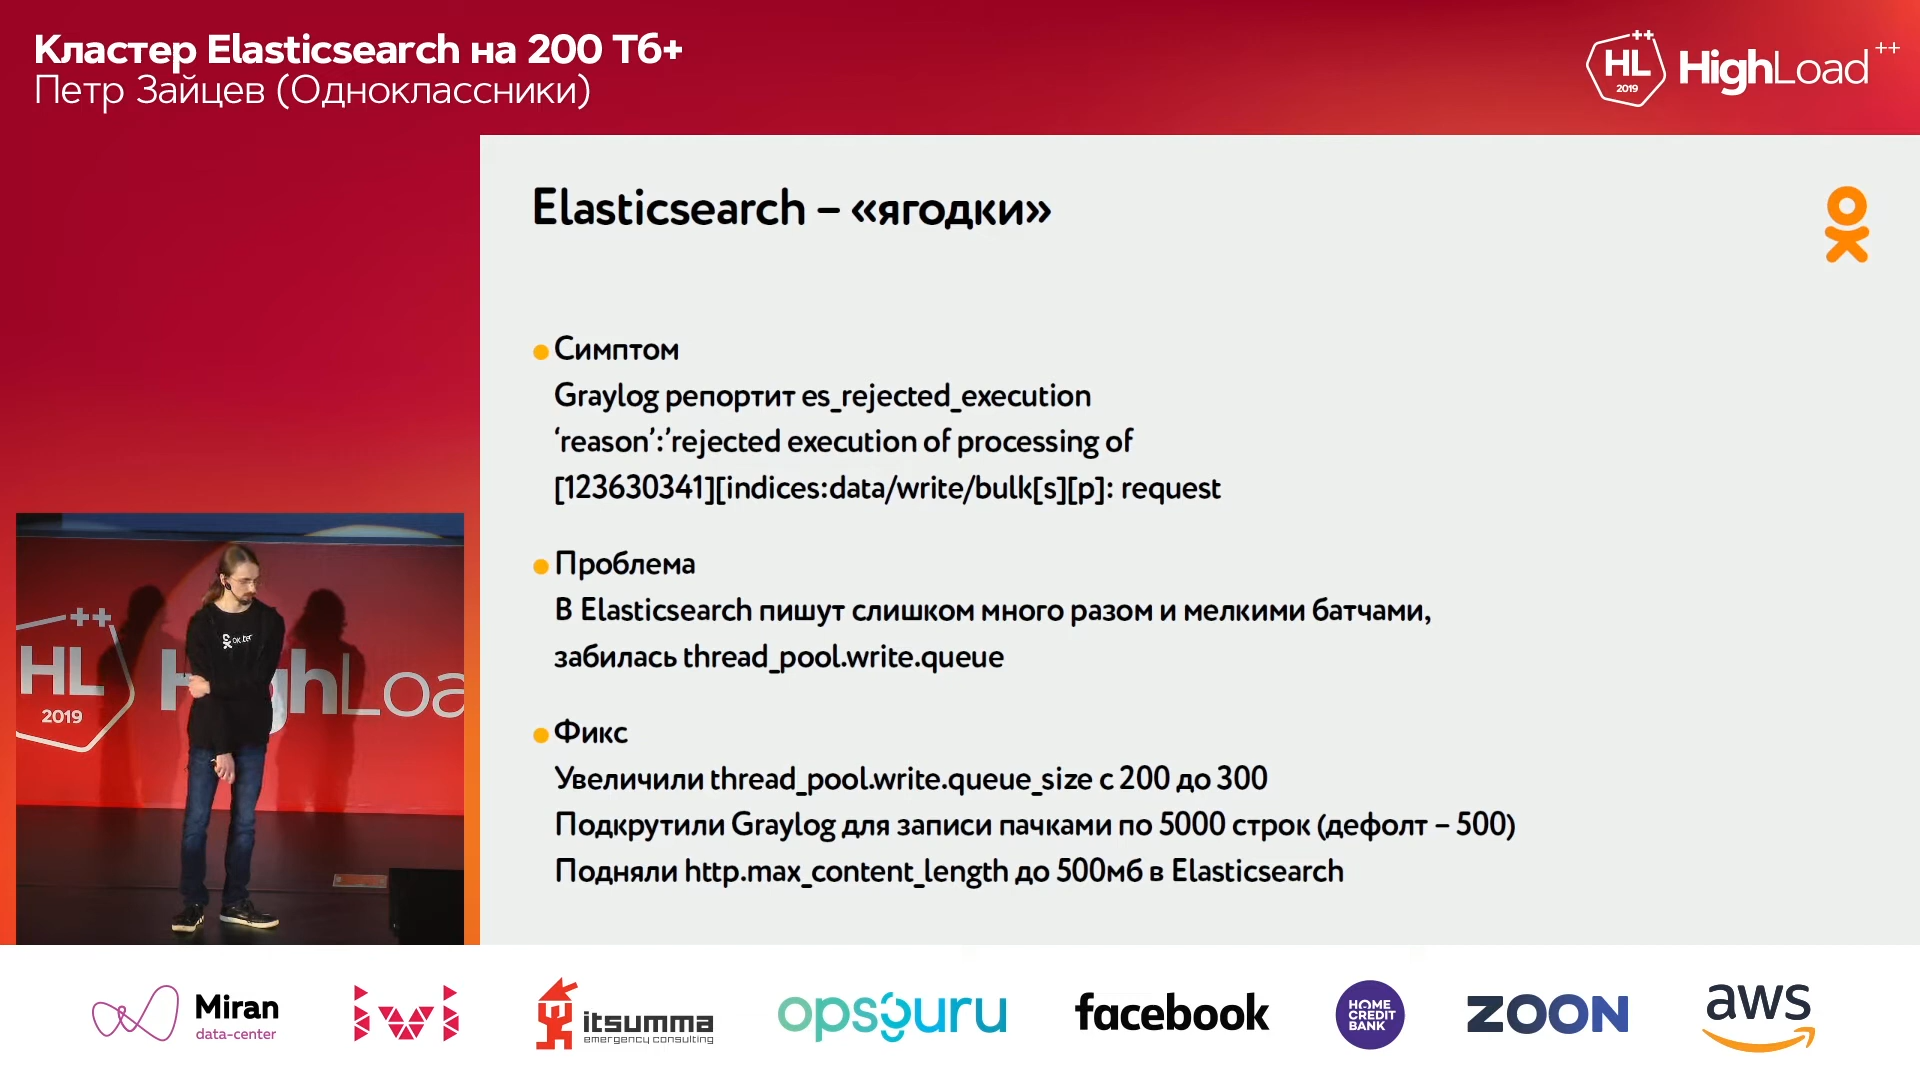 Кластер Elasticsearch на 200 Тб+
Петр Зайцев (Одноклассники)
HL++
2019
HighLoad++
Elasticsearch – «ягодки»
Симптом
Graylog репортит es_rejected_execution
‘reason’:’rejected execution of processing of
[123630341][indices:data/write/bulk[s][p]: request
Проблема
В Elasticsearch пишут слишком много разом и мелкими батчами,
забилась thread_pool.write.queue
Фикс
Увеличили thread_pool.write.queue_size с 200 до 300
Подкрутили Graylog для записи пачками по 5000 строк (дефолт – 500)
Подняли http.max_content_length до 500мб в Elasticsearch
++
HL
2019
HighLoa
Miran
data-center
ivi
itsumma
emergency consulting
opsguru
facebook
HOME
CREDIT
BANK
ZOON
aws